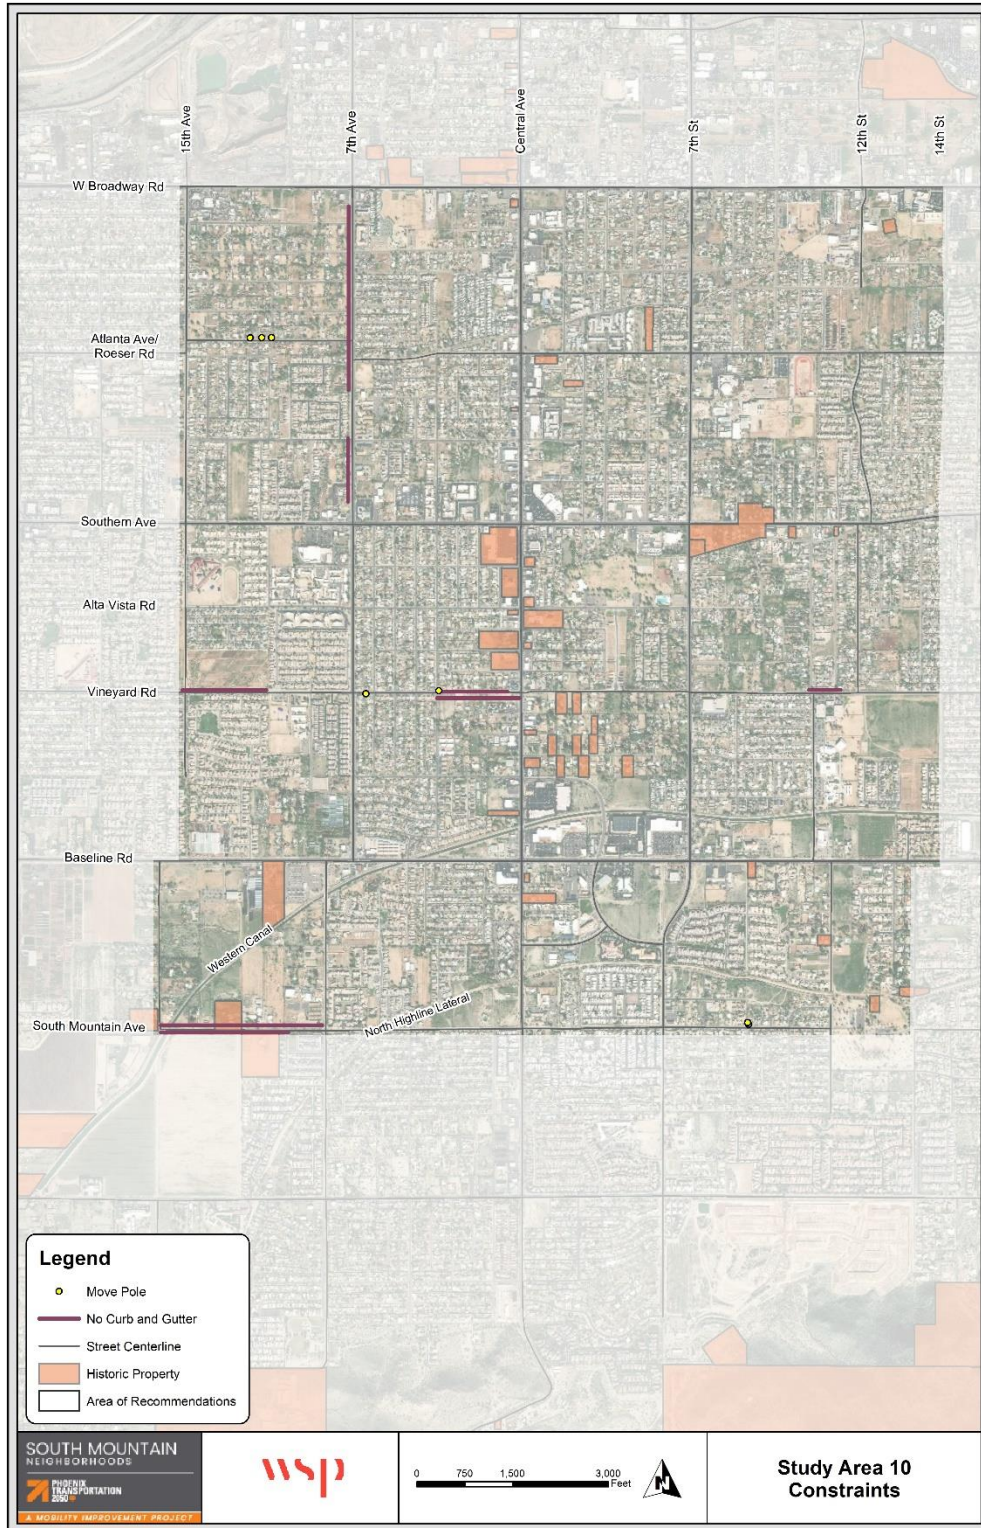 15th Ave
7th Ave
Central Ave
7th St
12th St
14th St
W Broadway Rd
Atlanta Ave/
Roeser Rd
Southern Ave
Alta Vista Rd
Vineyard Rd
Baseline Rd
Western Canal
South Mountain Ave
North Highline Lateral
Legend
Move Pole
No Curb and Gutter
Street Centerline
Historic Property
Area of Recommendations
SOUTH MOUNTAIN
NEIGHBORHOODS
PHOENIX
TRANSPORTATION
2050
A MOBILITY IMPROVEMENT PROJECT
wsp
0 750 1,500 3,000
Feet
N
Study Area 10
Constraints